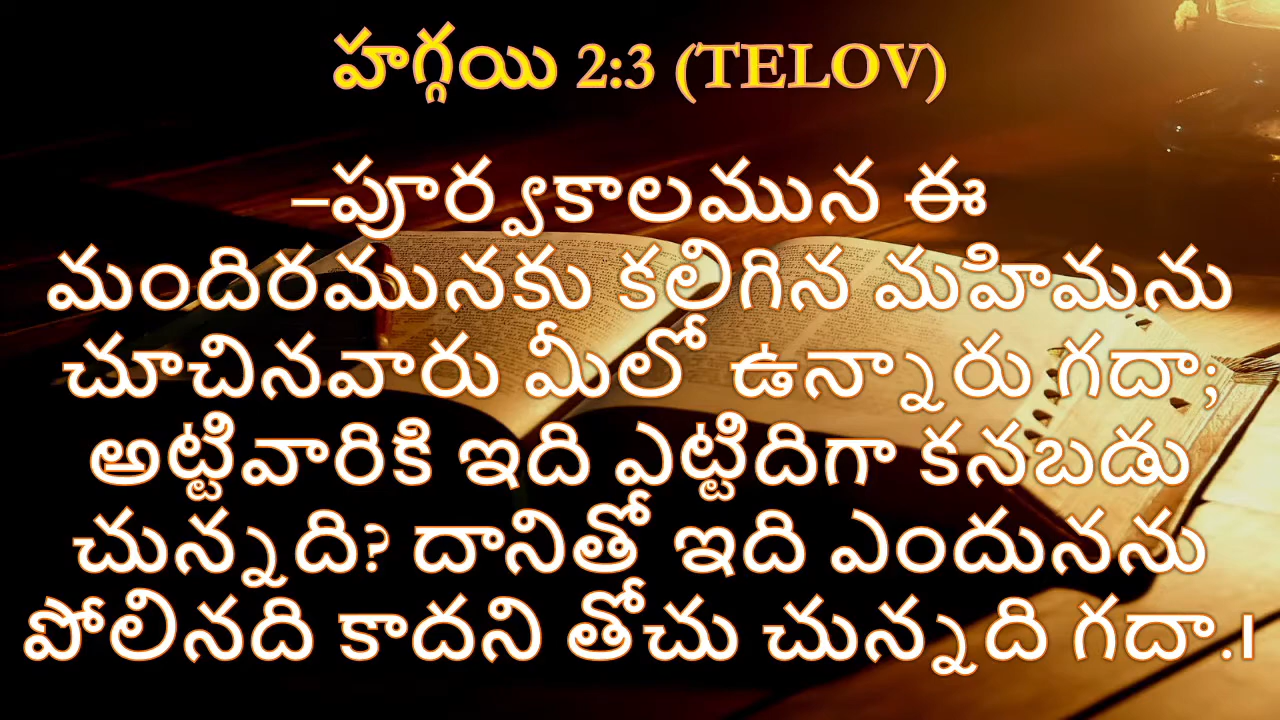 హగ్గయి 2:3 (TELOV)
–పూర్వకాలమున ఈ
మందిరమునకు కలిగిన మహిమను
చూచినవారు మీలో ఉన్నారు గదా;
అట్టివారికి ఇది ఎట్టిదిగా కనబడు
చున్నది? దానితో ఇది ఎందునను
పోలినది కాదని తోచు చున్నది గదా .।